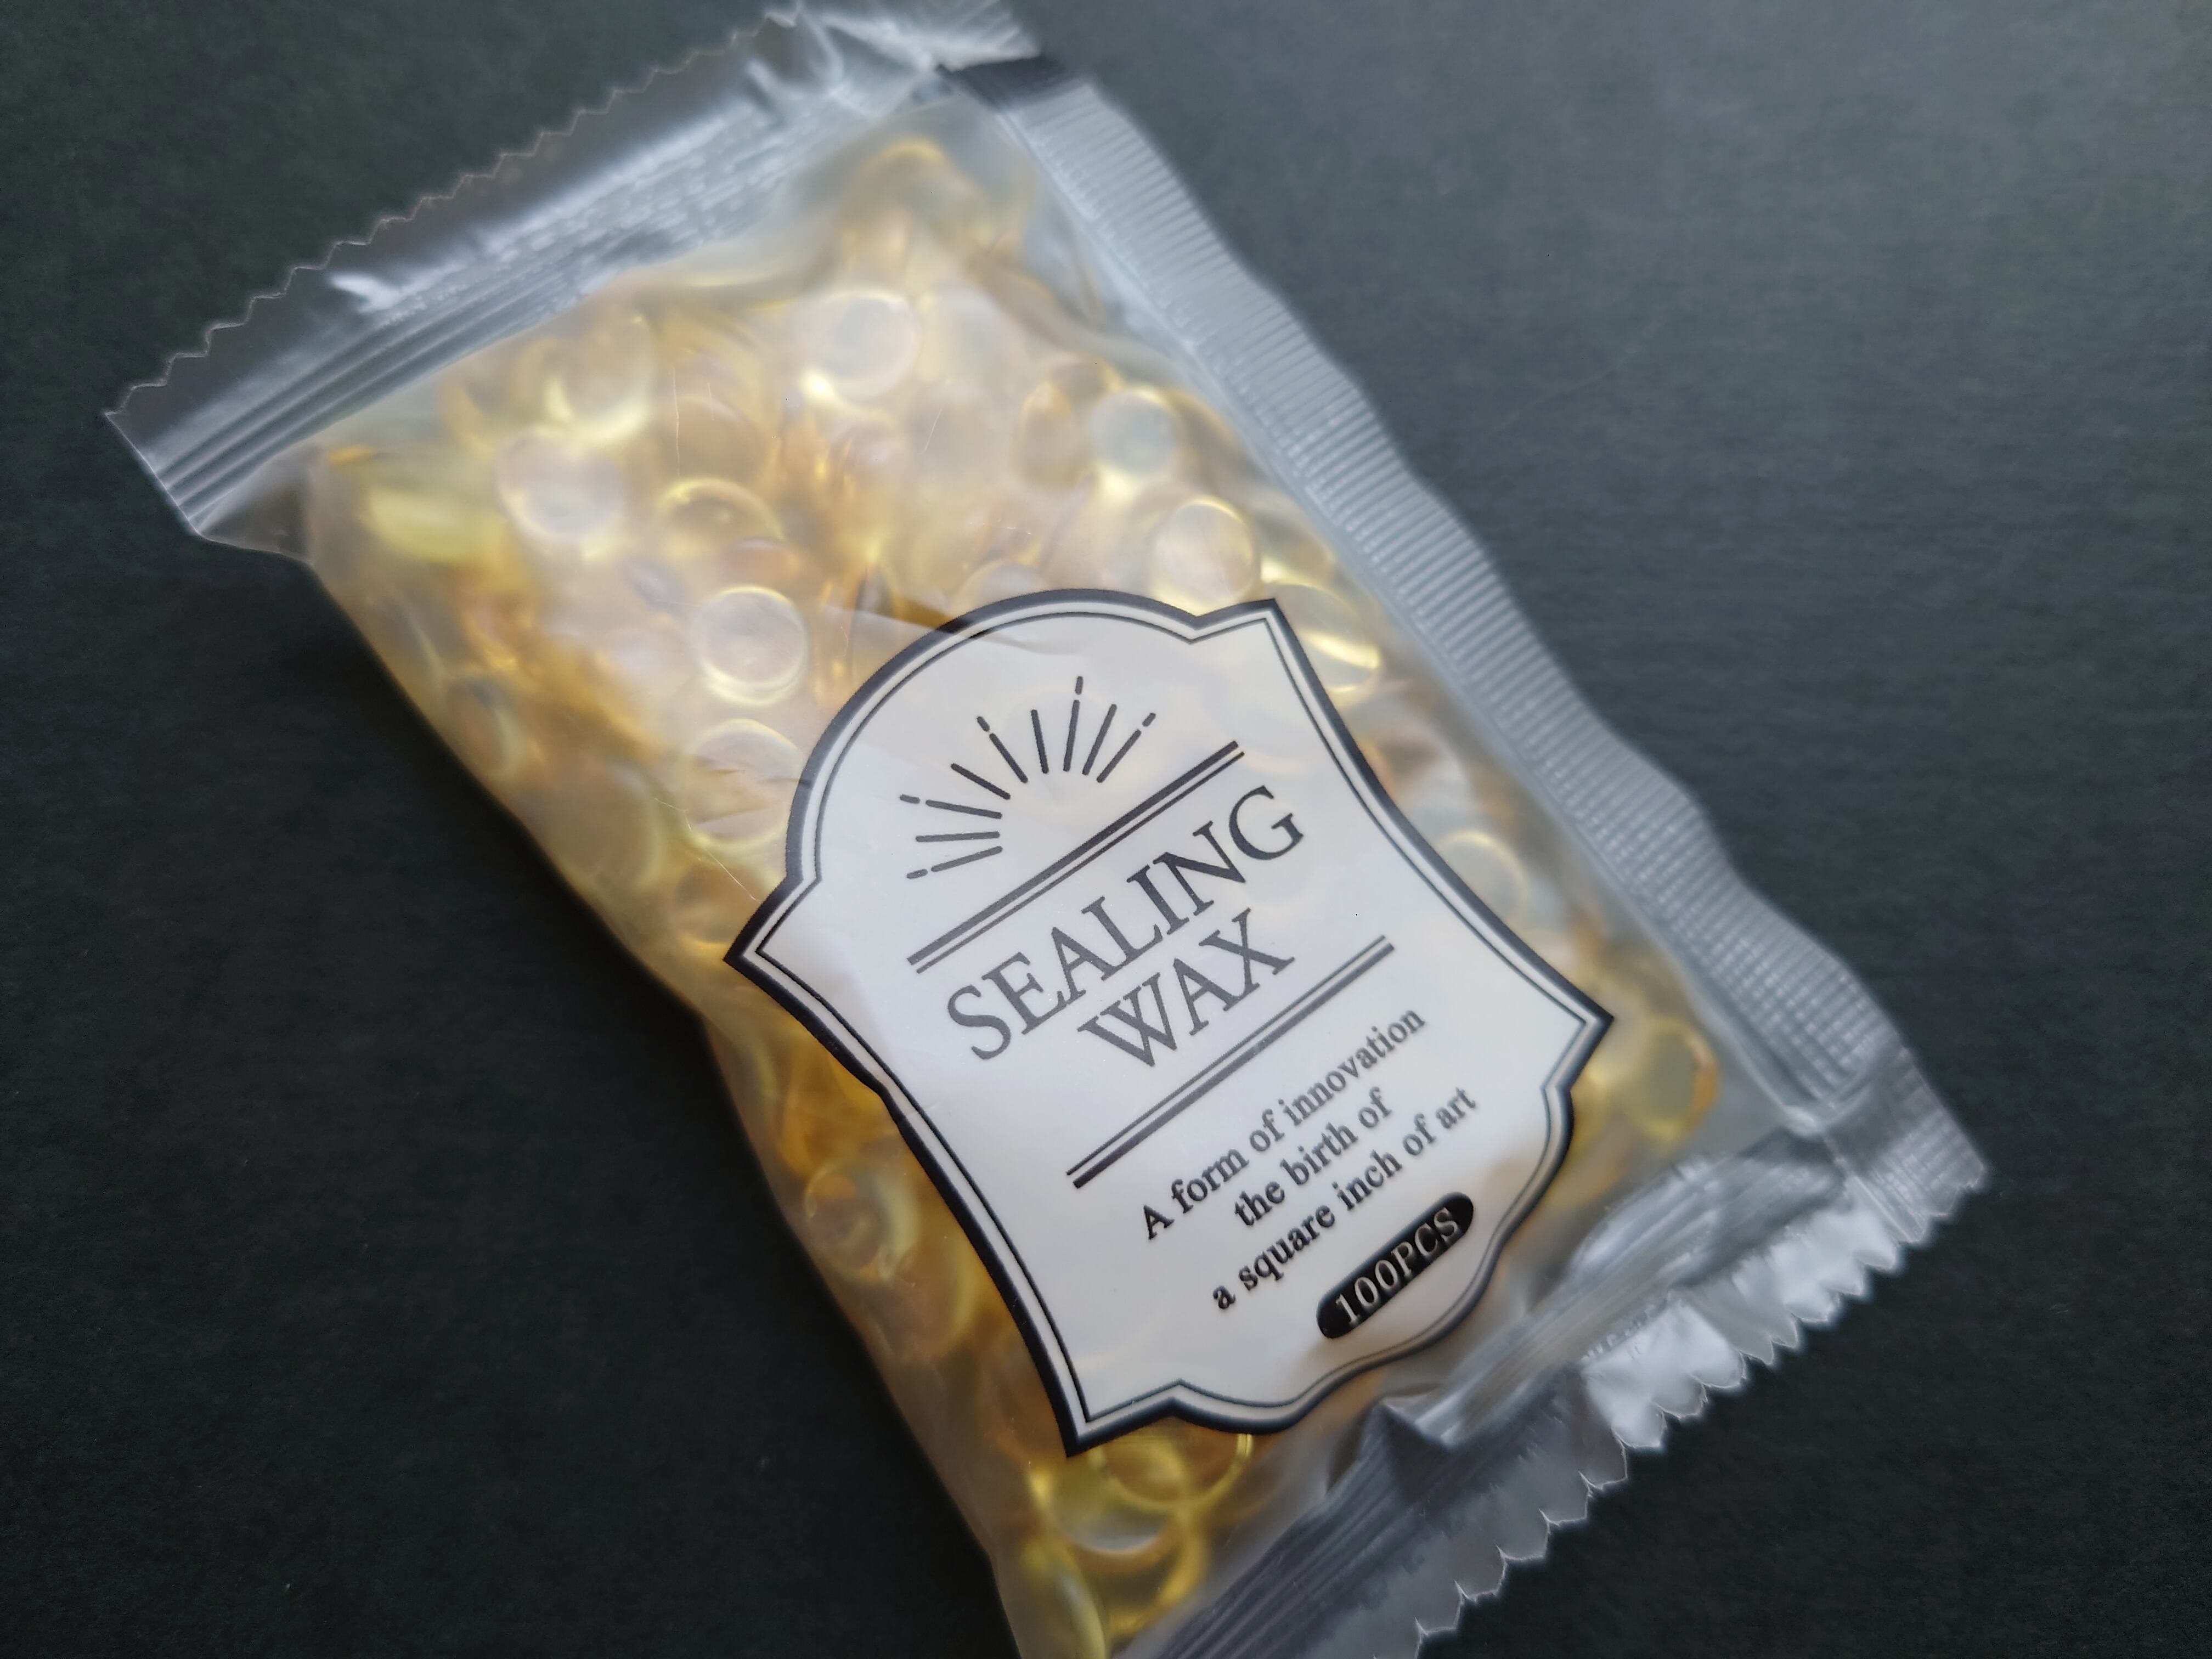 SEALING
WAX
A form of innovation
the birth of
a square inch of art
100PCS